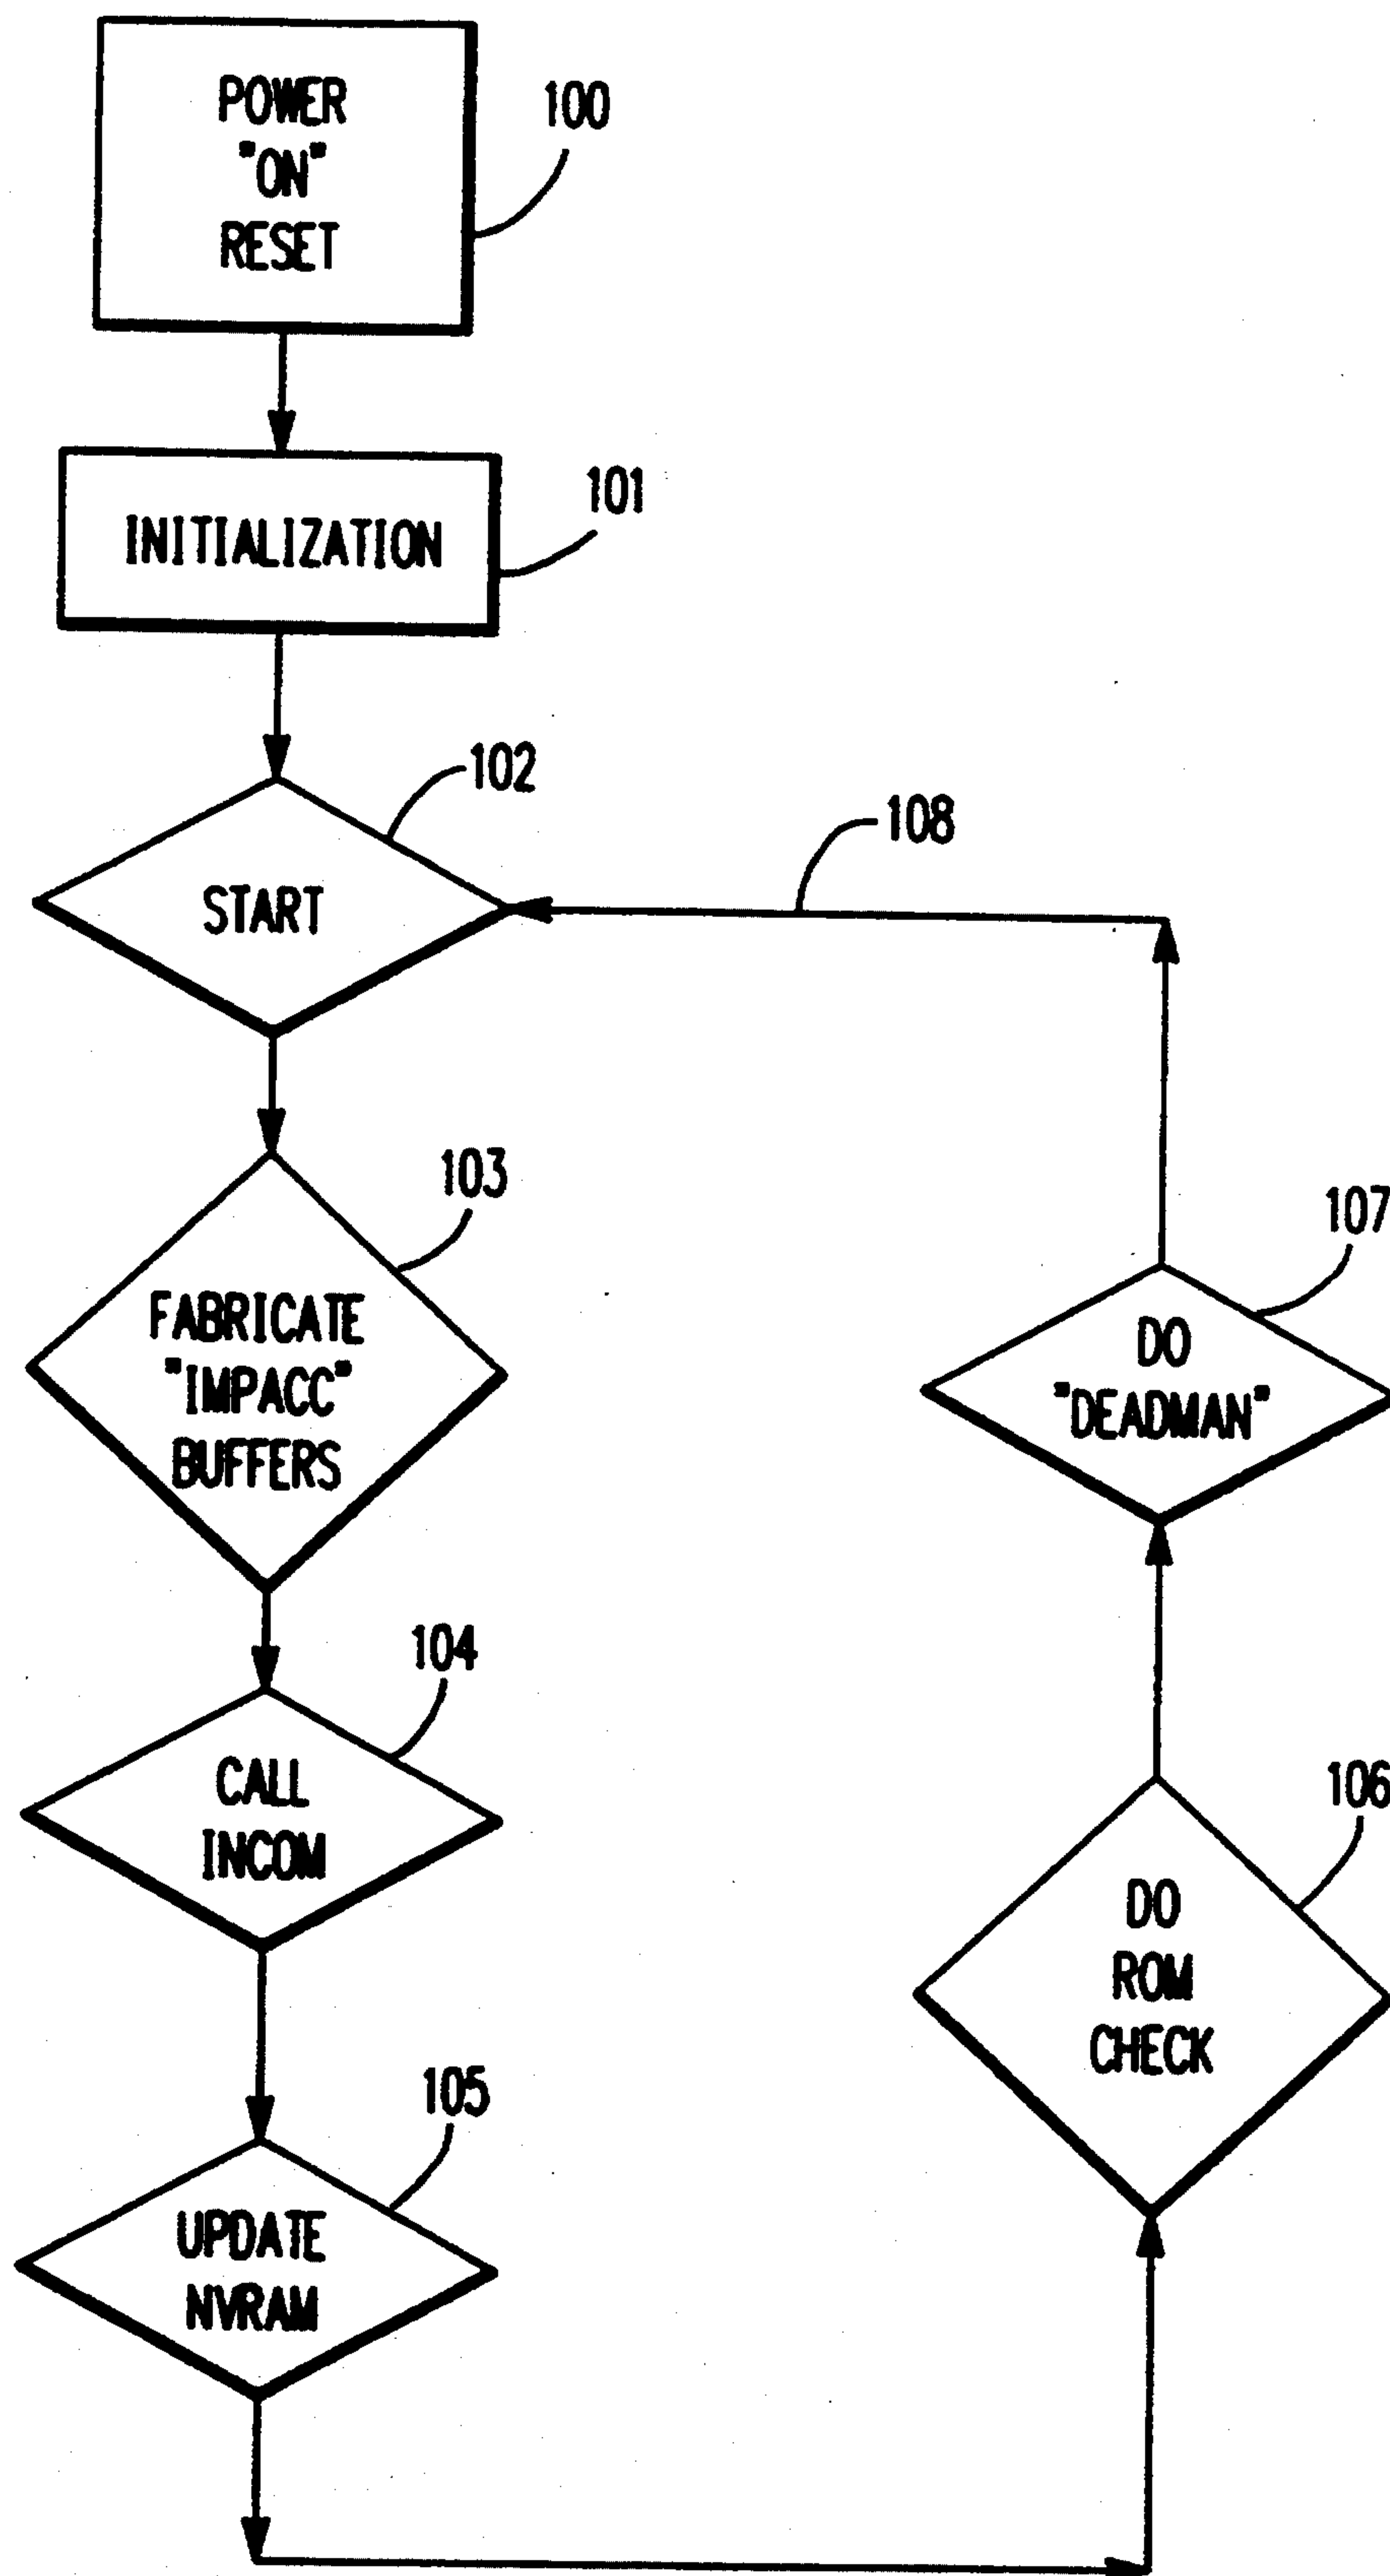 POWER
"ON"
RESET
100
INITIALIZATION
101
102
START
108
103
FABRICATE
"IMPACC"
BUFFERS
104
CALL
INCOM
105
UPDATE
NVRAM
107
DO
"DEADMAN"
106
DO
ROM
CHECK